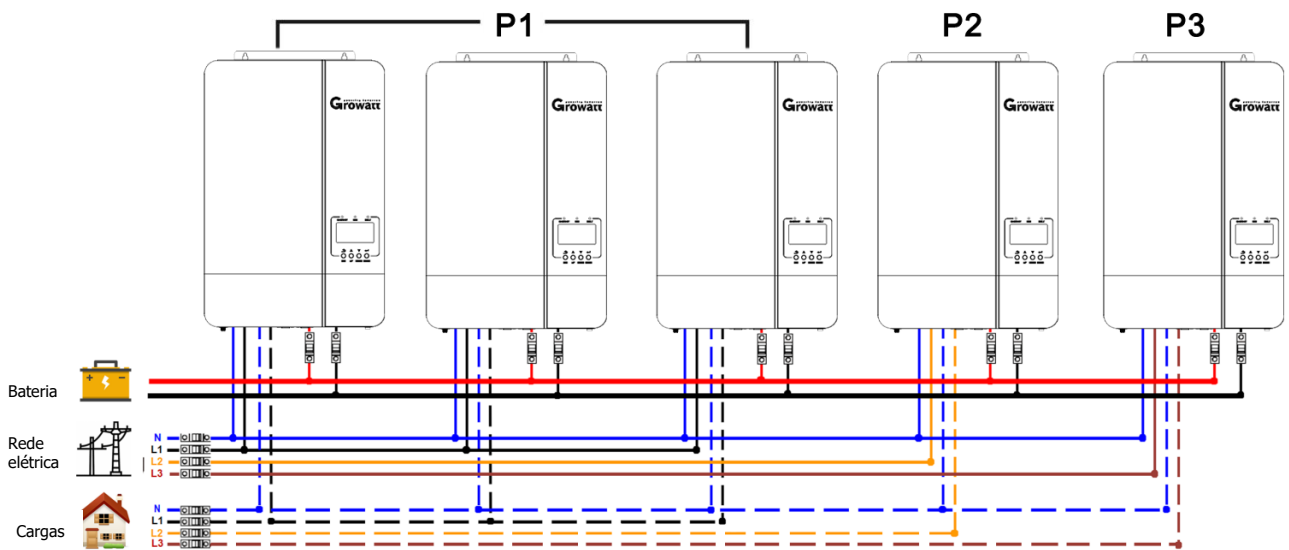 P1 P2 P3
Growatt Growatt Growatt Growatt Growatt
Bateria
Rede
elétrica
N
L1
L2
L3
Cargas
N
L1
L2
L3